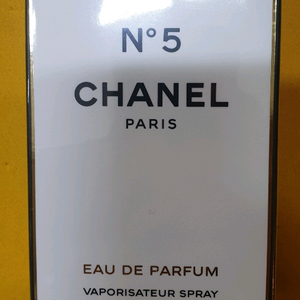 N°5
CHANEL
PARIS
EAU DE PARFUM
VAPORISATEUR SPRAY